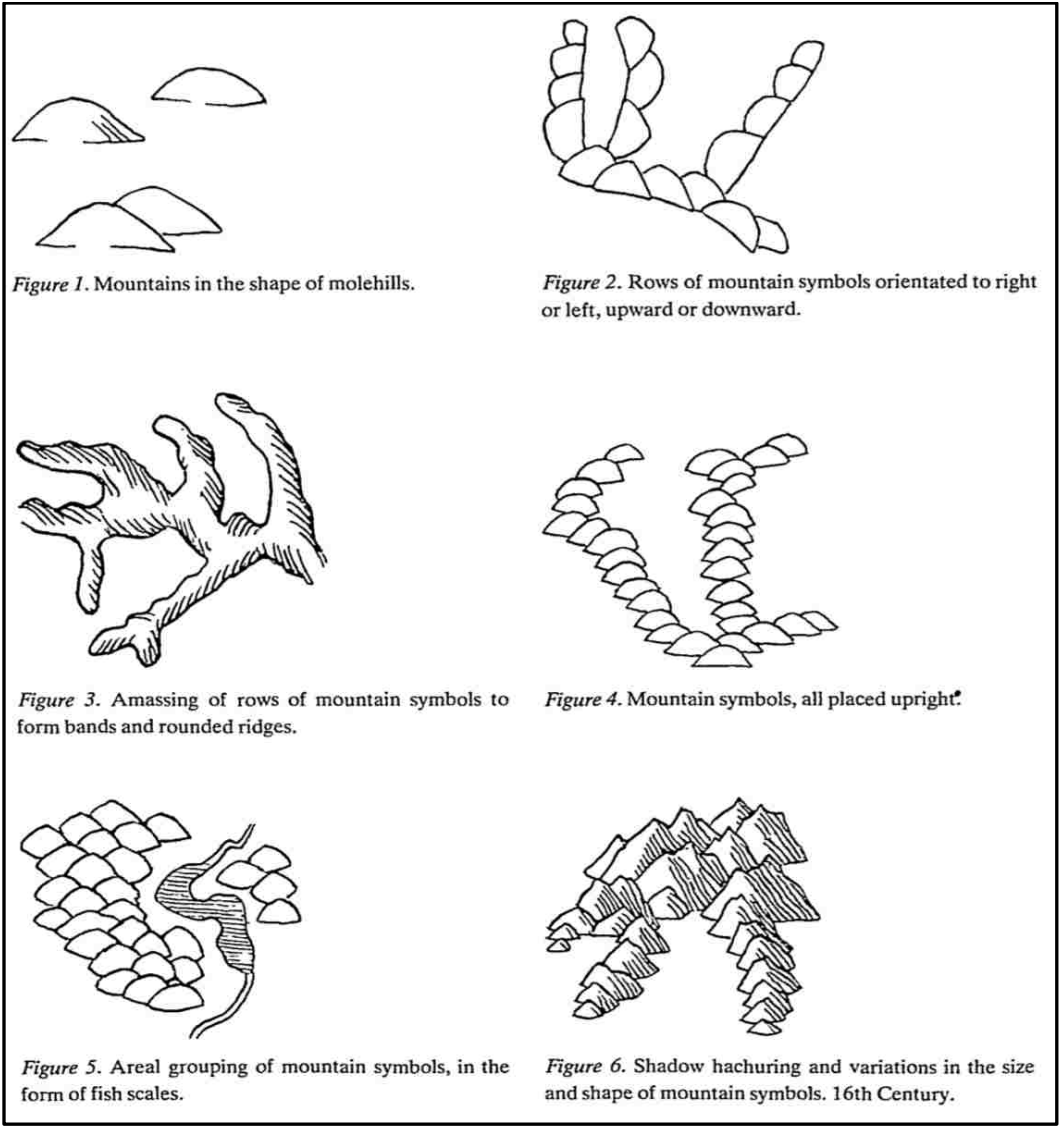 Figure 1. Mountains in the shape of molehills.
Figure 2. Rows of mountain symbols orientated to right
or left, upward or downward.
Figure 3. Amassing of rows of mountain symbols to
form bands and rounded ridges.
Figure 4. Mountain symbols, all placed upright.
Figure 5. Areal grouping of mountain symbols, in the
form of fish scales.
Figure 6. Shadow hachuring and variations in the size
and shape of mountain symbols. 16th Century.